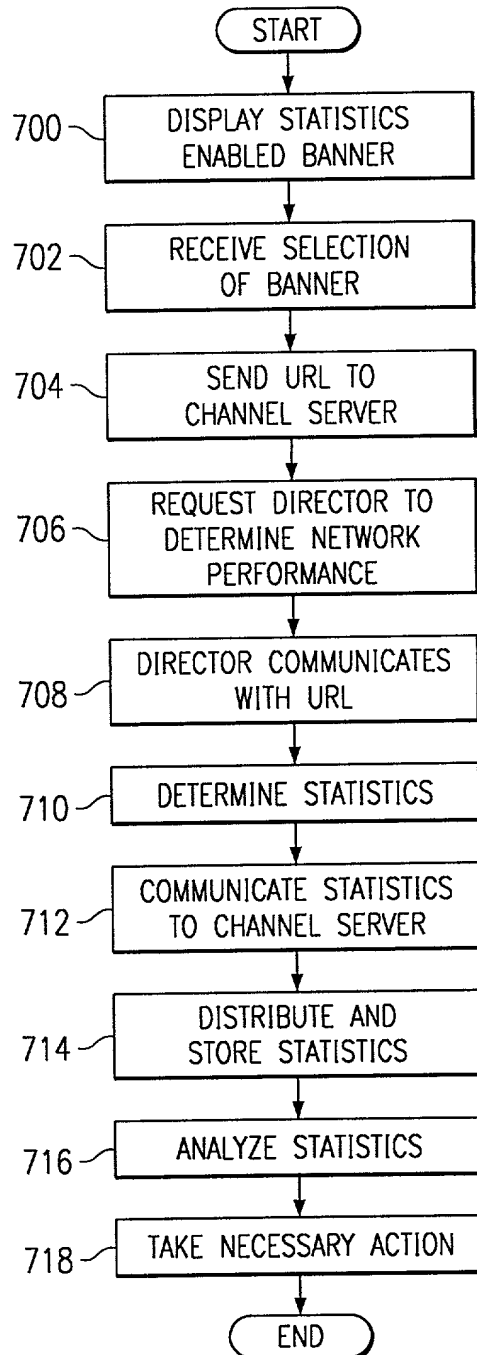 START
700
DISPLAY STATISTICS
ENABLED BANNER
702
RECEIVE SELECTION
OF BANNER
704
SEND URL TO
CHANNEL SERVER
706
REQUEST DIRECTOR TO
DETERMINE NETWORK
PERFORMANCE
708
DIRECTOR COMMUNICATES
WITH URL
710
DETERMINE STATISTICS
712
COMMUNICATE STATISTICS
TO CHANNEL SERVER
714
DISTRIBUTE AND
STORE STATISTICS
716
ANALYZE STATISTICS
718
TAKE NECESSARY ACTION
END